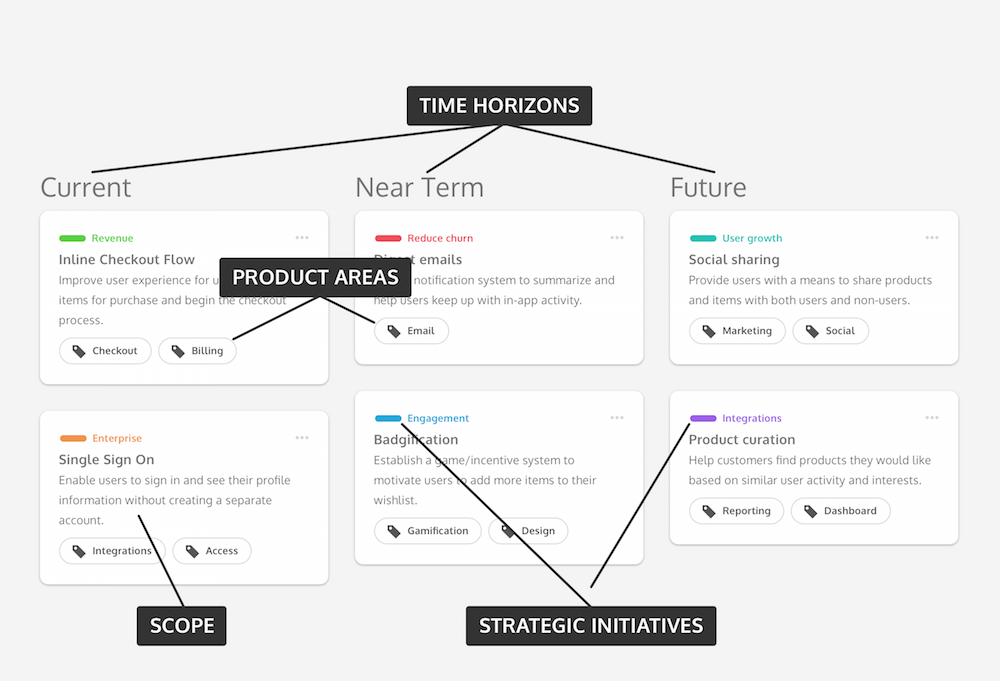 TIME HORIZONS
Current
Near Term
Future
Revenue
Inline Checkout Flow
Improve user experience for u
items for purchase and begin the checkout
process.
Checkout
Billing
PRODUCT AREAS
Reduce churn
Digest emails
notification system to summarize and
help users keep up with in-app activity.
Email
User growth
Social sharing
Provide users with a means to share products
and items with both users and non-users.
Marketing
Social
Enterprise
Single Sign On
Enable users to sign in and see their profile
information without creating a separate
account.
Integrations
Access
Engagement
Badgification
Establish a game/incentive system to
motivate users to add more items to their
wishlist.
Gamification
Design
Integrations
Product curation
Help customers find products they would like
based on similar user activity and interests.
Reporting
Dashboard
SCOPE
STRATEGIC INITIATIVES